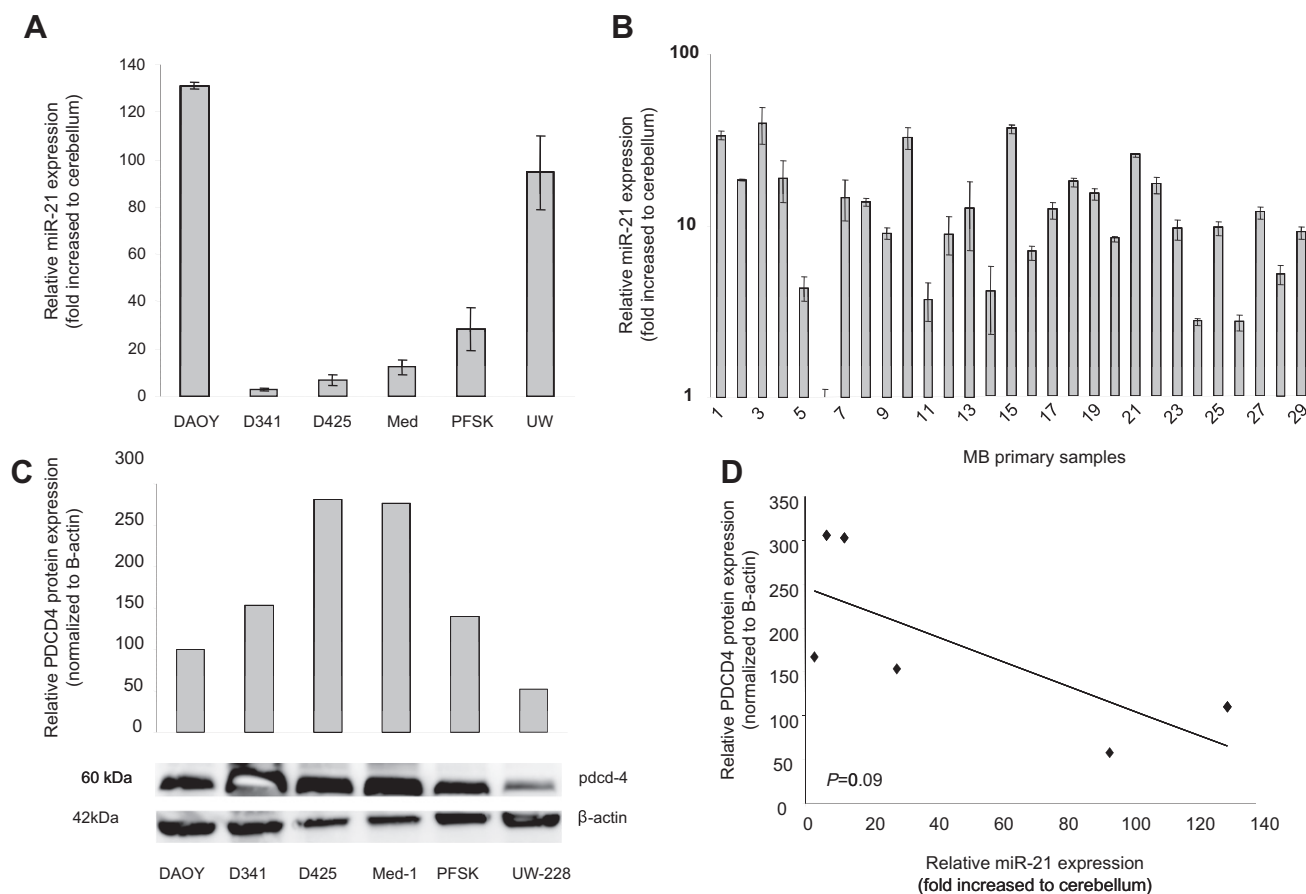 A
Relative miR-21 expression
(fold increased to cerebellum)
140
120
100
80
60
40
20
0
DAOY D341 D425 Med PFSK UW
B
Relative miR-21 expression
(fold increased to cerebellum)
100
10
1
1 3 5 7 9 11 13 15 17 19 21 23 25 27 29
MB primary samples
C
Relative PDCD4 protein expression
(normalized to B-actin)
300
250
200
150
100
50
0
60 kDa
pdcd-4
42kDa
β-actin
DAOY D341 D425 Med-1 PFSK UW-228
D
Relative PDCD4 protein expression
(normalized to B-actin)
350
300
250
200
150
100
50
0
P=0.09
0 20 40 60 80 100 120 140
Relative miR-21 expression
(fold increased to cerebellum)